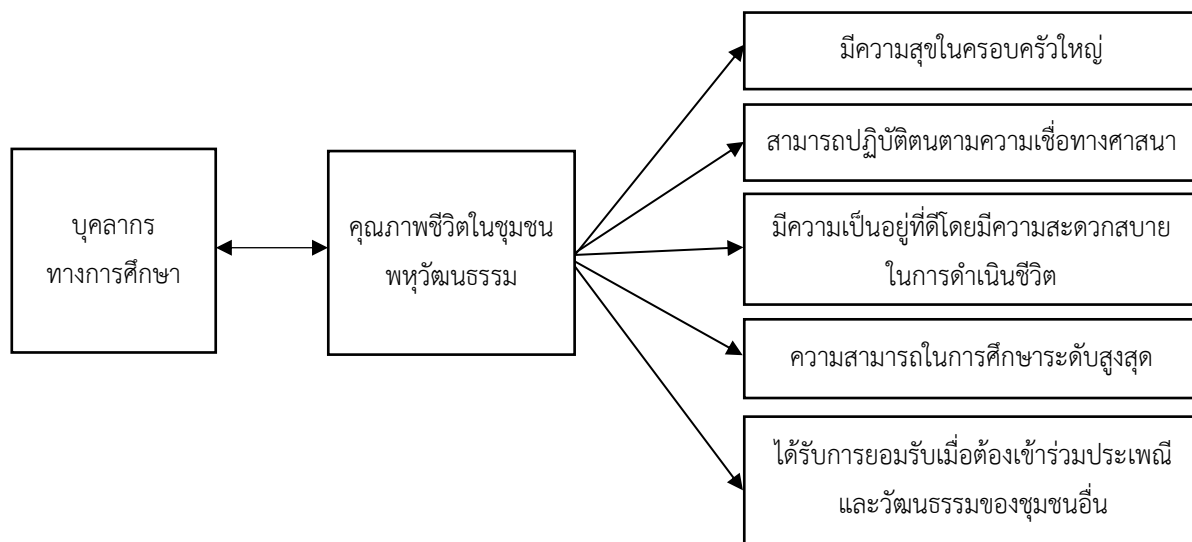 บุคลากร
ทางการศึกษา
คุณภาพชีวิตในชุมชน
พหุวัฒนธรรม
มีความสุขในครอบครัวใหญ่
สามารถปฏิบัติตนตามความเชื่อทางศาสนา
มีความเป็นอยู่ที่ดีโดยมีความสะดวกสบาย
ในการดำเนินชีวิต
ความสามารถในการศึกษาระดับสูงสุด
ได้รับการยอมรับเมื่อต้องเข้าร่วมประเพณี
และวัฒนธรรมของชุมชนอื่น